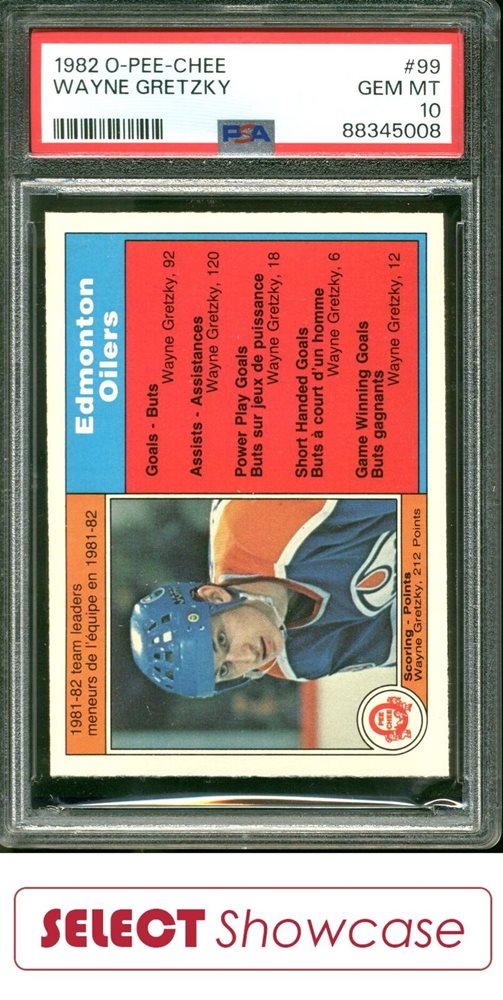 1982 O-PEE-CHEE #99
WAYNE GRETZKY GEM MT
10
PSA 88345008
Edmonton
Oilers
Goals - Buts
Wayne Gretzky, 92
Assists - Assistances
Wayne Gretzky, 120
Power Play Goals
Buts sur jeux de puissance
Wayne Gretzky, 18
Short Handed Goals
Buts à court d'un homme
Wayne Gretzky, 6
Game Winning Goals
Buts gagnants
Wayne Gretzky, 12
1981-82 team leaders
meneurs de l'équipe en 1981-82
Scoring - Points
Wayne Gretzky, 212 Points
O
PEE
CHEE
SELECT Showcase